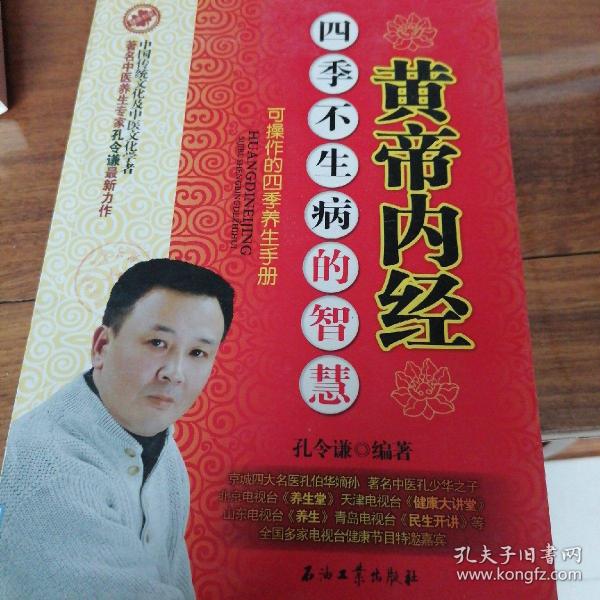 黄帝内经
四季不生病的智慧
可操作的四季养生手册
HUANGDINEIJING
SIJIBUSHENGBINGDEZHIHUI
中国传统文化及中医文化学者
著名中医养生专家孔令谦最新力作
孔令谦◎编著
京城四大名医孔伯华嫡孙 著名中医孔少华之子
北京电视台《养生堂》天津电视台《健康大讲堂》
山东电视台《养生》青岛电视台《民生开讲》等
全国多家电视台健康节目特邀嘉宾
石油工业出版社
孔夫子旧书网
www.kongfz.com